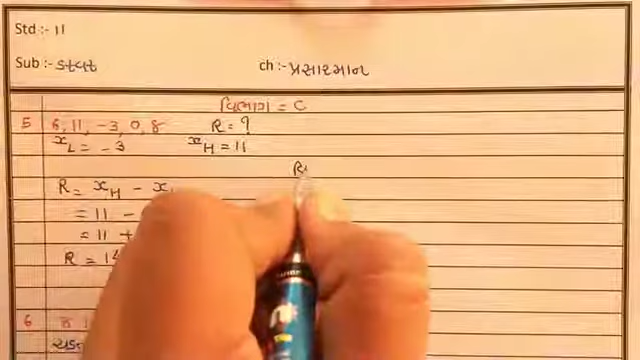 Std :- 11
Sub :- સ્ટેટ ch :- પ્રસારમાન
વિભાગ = C
5 6, 11, -3, 0, 8 R = ?
xL = -3 xH = 11
R
R = xH - x
= 11 -
= 11 +
R = 14
6